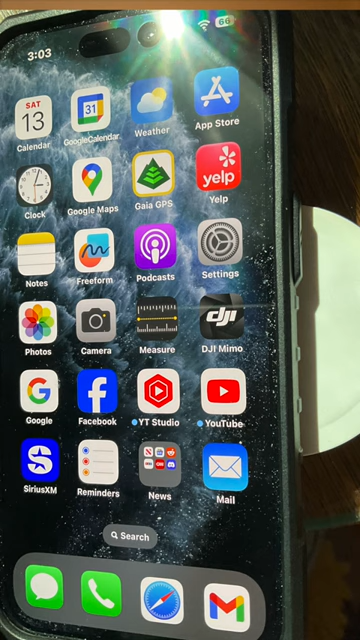 3:03
66
SAT
13
31
Calendar
GoogleCalendar
Weather
App Store
yelp
Clock
Google Maps
Gaia GPS
Yelp
Notes
Freeform
Podcasts
Settings
dji
Photos
Camera
Measure
DJI Mimo
G
f
Google
Facebook
YT Studio
YouTube
S
SiriusXM
Reminders
News
Mail
Search
M